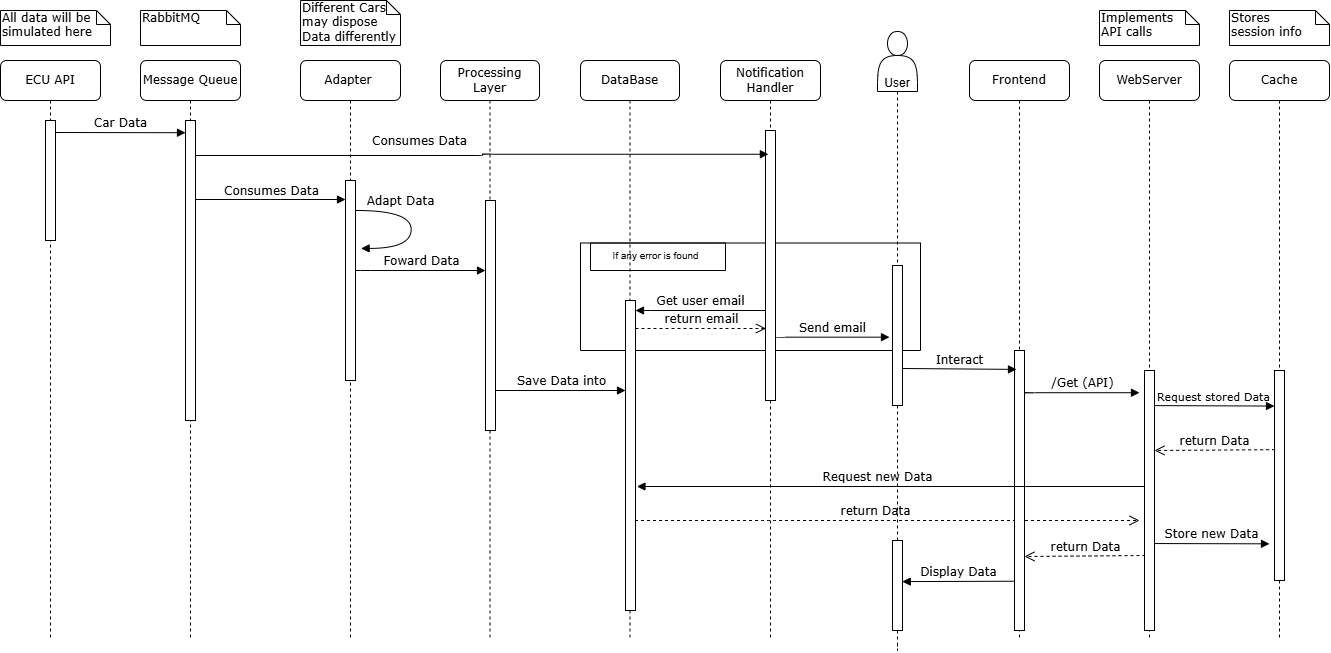 All data will be
simulated here
RabbitMQ
Different Cars
may dispose
Data differently
Implements
API calls
Stores
session info
ECU API
Message Queue
Adapter
Processing
Layer
DataBase
Notification
Handler
User
Frontend
WebServer
Cache
Car Data
Consumes Data
Consumes Data
Adapt Data
Foward Data
If any error is found
Get user email
return email
Send email
Interact
Save Data into
/Get (API)
Request stored Data
return Data
Request new Data
return Data
Store new Data
return Data
Display Data